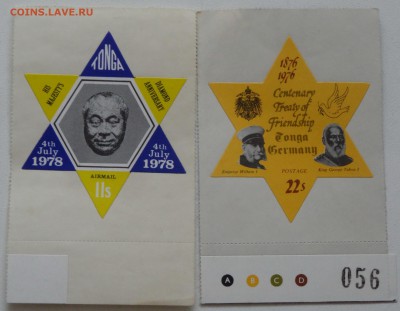 COINS.ЛАВЕ.RU
TONGA
HIS MAJESTY'S
DIAMOND ANNIVERSARY
4th July 1978
4th July 1978
AIRMAIL
11s
1876
1976
Centenary
Treaty of
Friendship
Tonga
Germany
POSTAGE
22s
A B C D
056